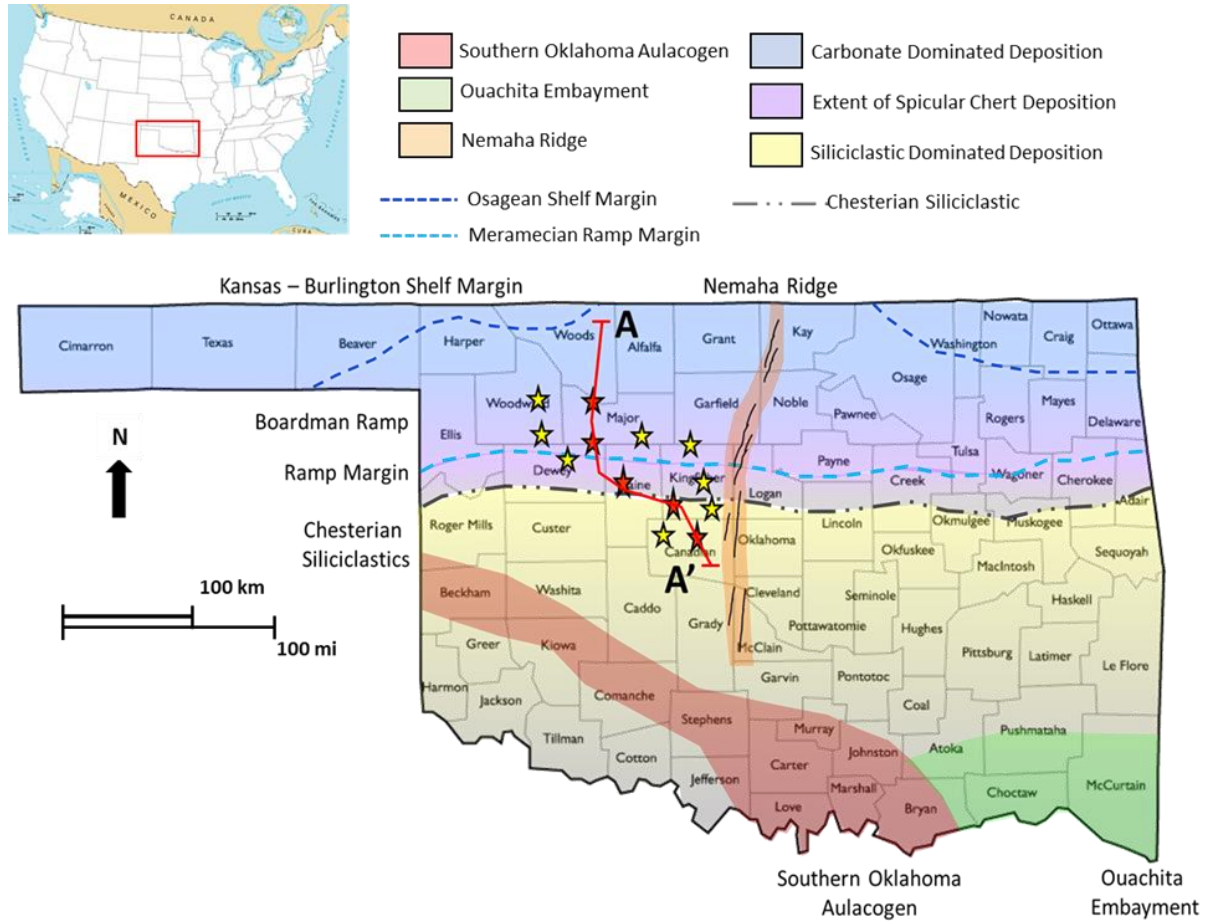 CANADA
MEXICO
CUBA
Southern Oklahoma Aulacogen
Ouachita Embayment
Nemaha Ridge
Carbonate Dominated Deposition
Extent of Spicular Chert Deposition
Siliciclastic Dominated Deposition
Osagean Shelf Margin
Meramecian Ramp Margin
Chesterian Siliciclastic
Kansas – Burlington Shelf Margin
Nemaha Ridge
Cimarron
Texas
Beaver
Harper
Woods
A
Alfalfa
Grant
Kay
Nowata
Craig
Ottawa
Washington
Osage
Woodw
Major
Garfield
Noble
Pawnee
Rogers
Mayes
Delaware
Boardman Ramp
Ellis
N
Ramp Margin
Dewey
aine
Kingfisher
Logan
Payne
Creek
Tulsa
Wagoner
Cherokee
Adair
Chesterian
Siliciclastics
Roger Mills
Custer
Canadian
A’
Oklahoma
Lincoln
Okmulgee
Muskogee
Okfuskee
MacIntosh
Sequoyah
100 km
100 mi
Beckham
Washita
Caddo
Grady
Cleveland
McClain
Pottawatomie
Seminole
Hughes
Haskell
Pittsburg
Latimer
Le Flore
Greer
Kiowa
Harmon
Jackson
Comanche
Stephens
Garvin
Pontotoc
Coal
Tillman
Cotton
Jefferson
Murray
Johnston
Carter
Marshall
Love
Bryan
Atoka
Pushmataha
Choctaw
McCurtain
Southern Oklahoma
Aulacogen
Ouachita
Embayment